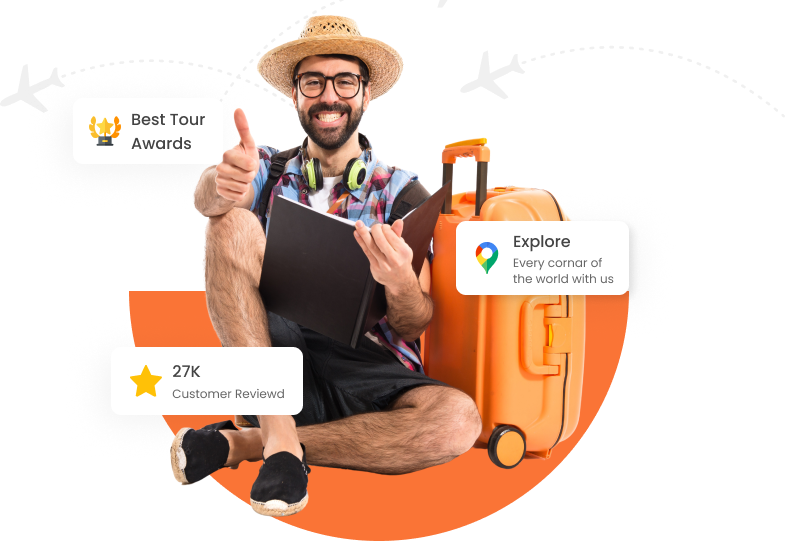 Best Tour
Awards
Explore
Every cornar of
the world with us
27K
Customer Reviewd